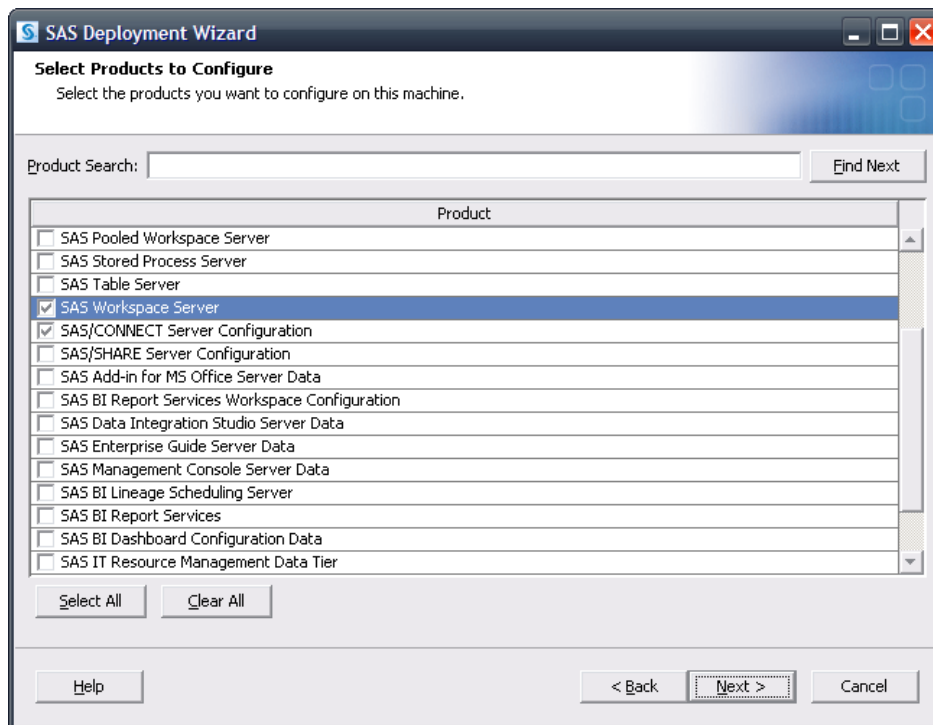 SAS Deployment Wizard
Select Products to Configure
Select the products you want to configure on this machine.
Product Search:
Find Next
Product
SAS Pooled Workspace Server
SAS Stored Process Server
SAS Table Server
SAS Workspace Server
SAS/CONNECT Server Configuration
SAS/SHARE Server Configuration
SAS Add-in for MS Office Server Data
SAS BI Report Services Workspace Configuration
SAS Data Integration Studio Server Data
SAS Enterprise Guide Server Data
SAS Management Console Server Data
SAS BI Lineage Scheduling Server
SAS BI Report Services
SAS BI Dashboard Configuration Data
SAS IT Resource Management Data Tier
Select All Clear All
Help < Back Next > Cancel